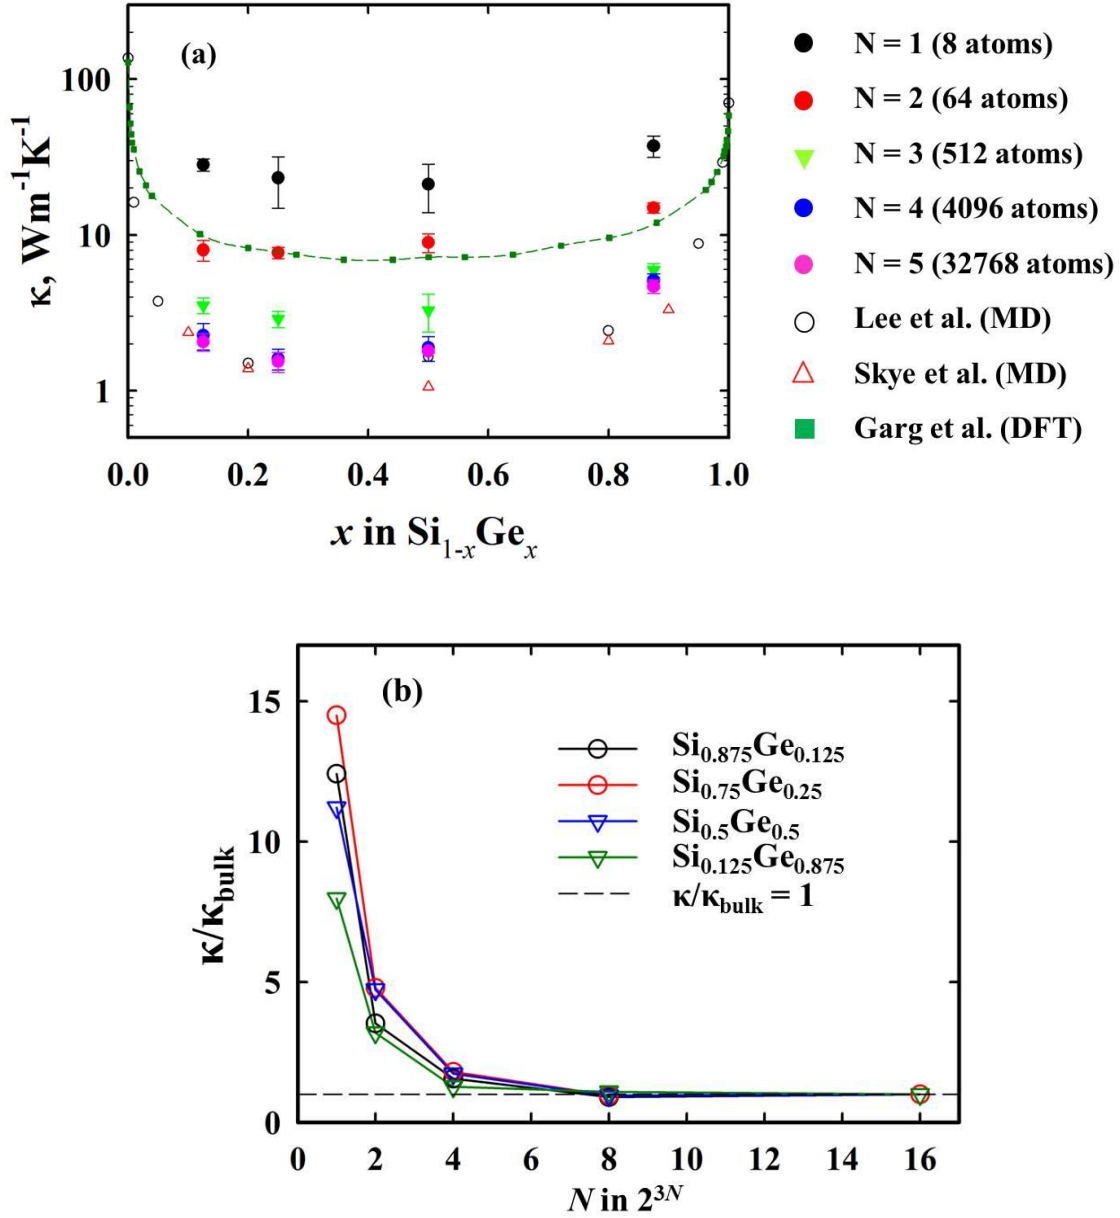 (a)
100
10
1
κ, Wm⁻¹K⁻¹
0.0 0.2 0.4 0.6 0.8 1.0
x in Si₁₋ₓGeₓ
N = 1 (8 atoms)
N = 2 (64 atoms)
N = 3 (512 atoms)
N = 4 (4096 atoms)
N = 5 (32768 atoms)
Lee et al. (MD)
Skye et al. (MD)
Garg et al. (DFT)
(b)
15
10
5
0
κ/κbulk
Si0.875Ge0.125
Si0.75Ge0.25
Si0.5Ge0.5
Si0.125Ge0.875
κ/κbulk = 1
0 2 4 6 8 10 12 14 16
N in 2³ᴺ